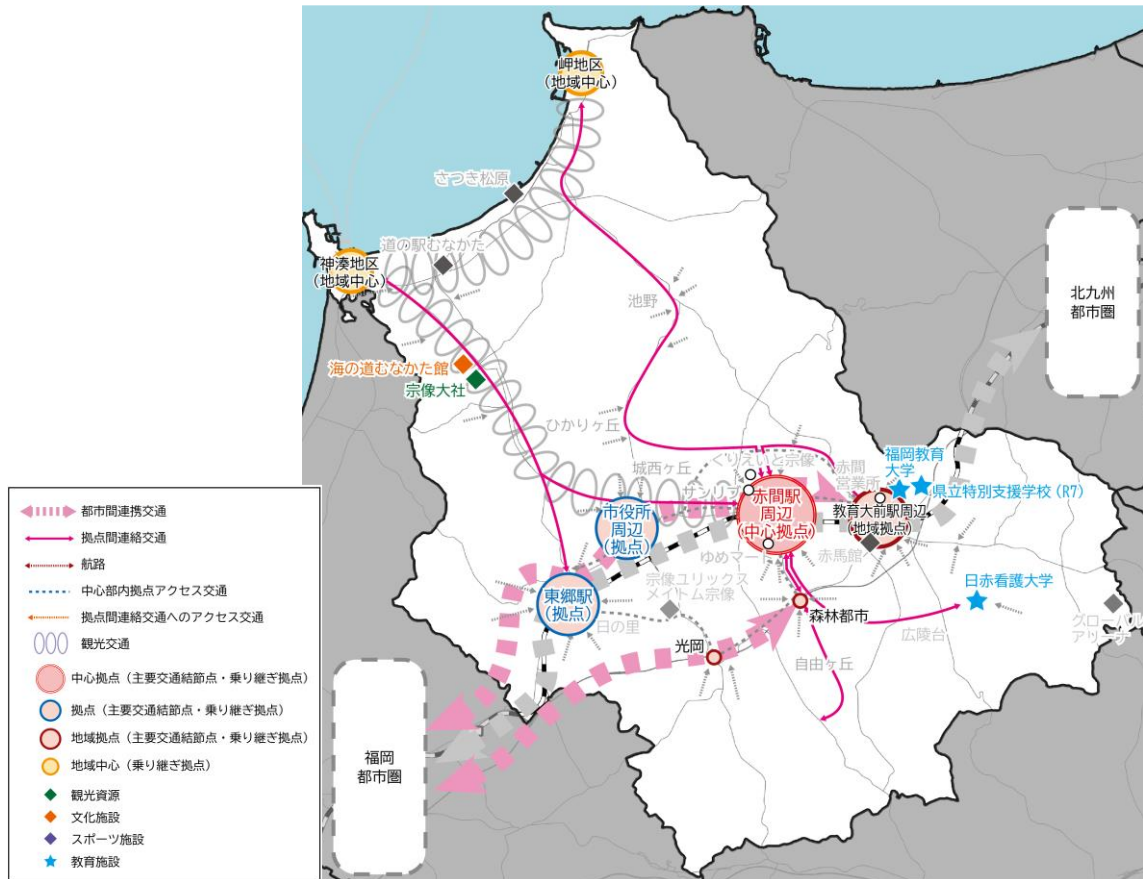 岬地区
(地域中心)
さつき松原
道の駅むなかた
神湊地区
(地域中心)
池野
北九州
都市圏
海の道むなかた館
宗像大社
ひかりヶ丘
城西ヶ丘
くりえいと宗像
サンリブ
赤間
営業所
福岡教育
大学
県立特別支援学校 (R7)
赤間駅
周辺
(中心拠点)
市役所
周辺
(拠点)
教育大前駅周辺
(地域拠点)
ゆめマート
赤馬館
東郷駅
(拠点)
宗像ユリックス
メイトム宗像
日の里
森林都市
日赤看護大学
グローバル
アリーナ
広陵台
光岡
自由ヶ丘
福岡
都市圏
都市間連携交通
拠点間連絡交通
航路
中心部内拠点アクセス交通
拠点間連絡交通へのアクセス交通
観光交通
中心拠点（主要交通結節点・乗り継ぎ拠点）
拠点（主要交通結節点・乗り継ぎ拠点）
地域拠点（主要交通結節点・乗り継ぎ拠点）
地域中心（乗り継ぎ拠点）
観光資源
文化施設
スポーツ施設
教育施設